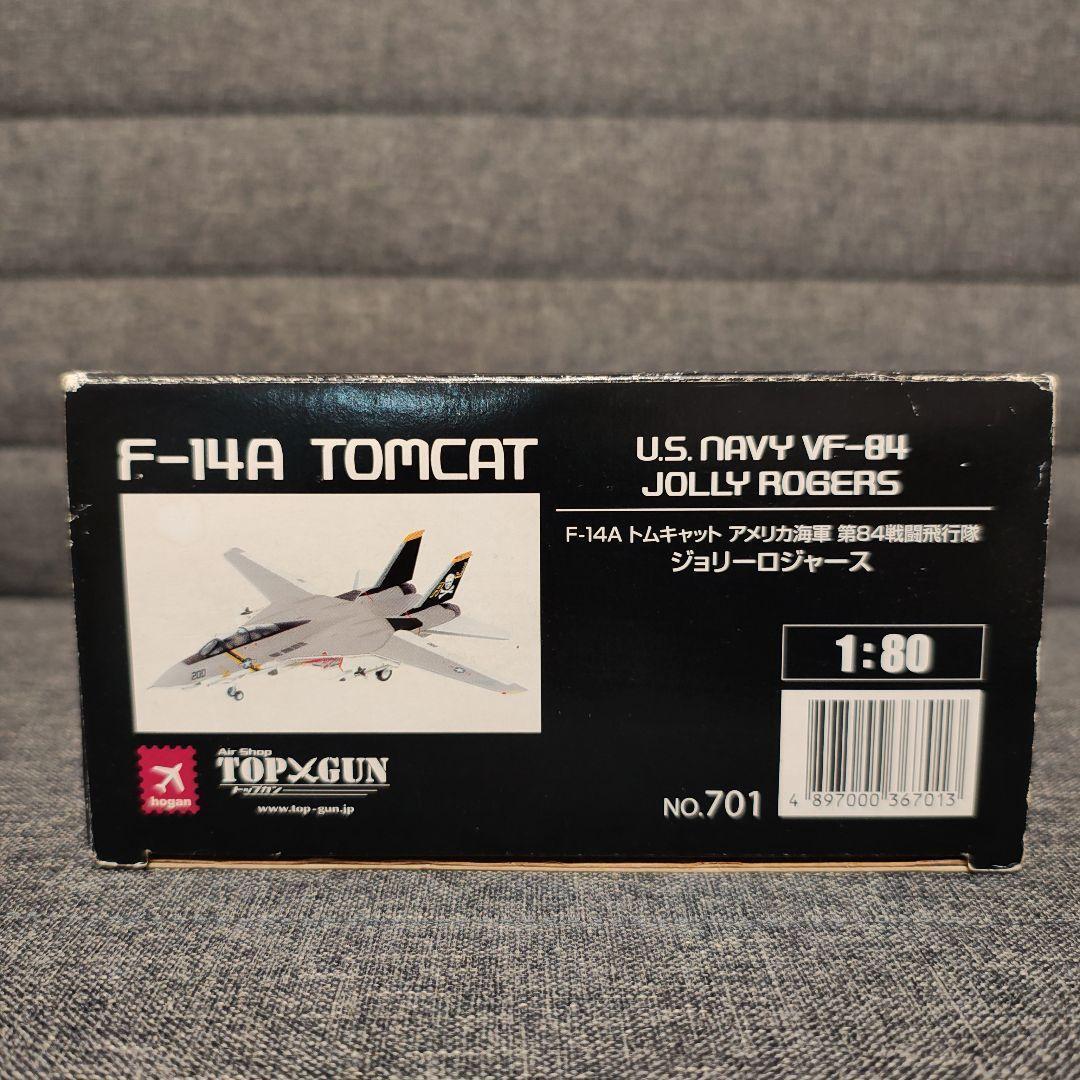 F-14A TOMCAT
U.S. NAVY VF-84
JOLLY ROGERS
F-14A トムキャット アメリカ海軍 第84戦闘飛行隊
ジョリーロジャース
200
1:80
hogan
Air Shop
TOP GUN
トップガン
www.top-gun.jp
NO.701
4 897000 367013